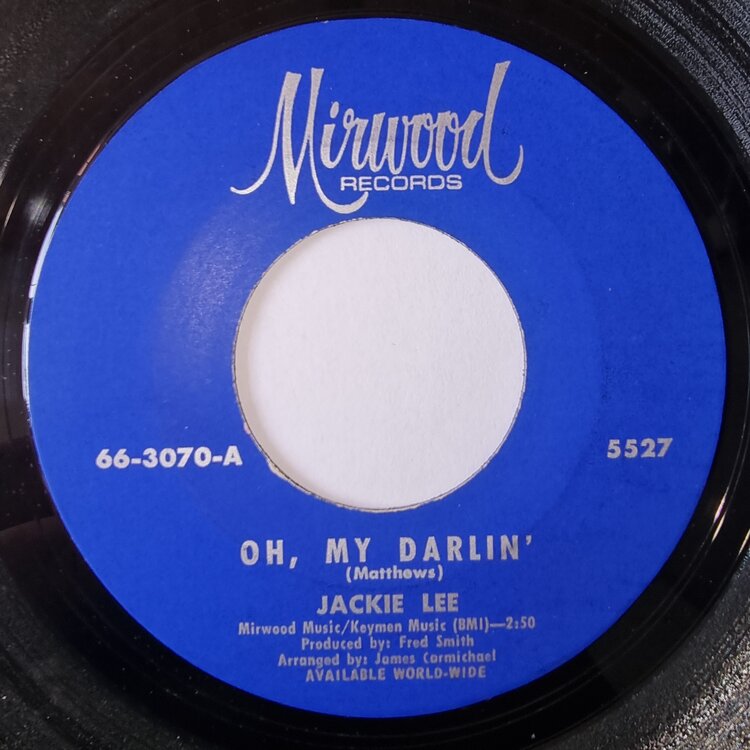 Mirwood
RECORDS
66-3070-A
5527
OH, MY DARLIN'
(Matthews)
JACKIE LEE
Mirwood Music/Keymen Music (BMI)—2:50
Produced by: Fred Smith
Arranged by: James Carmichael
AVAILABLE WORLD-WIDE